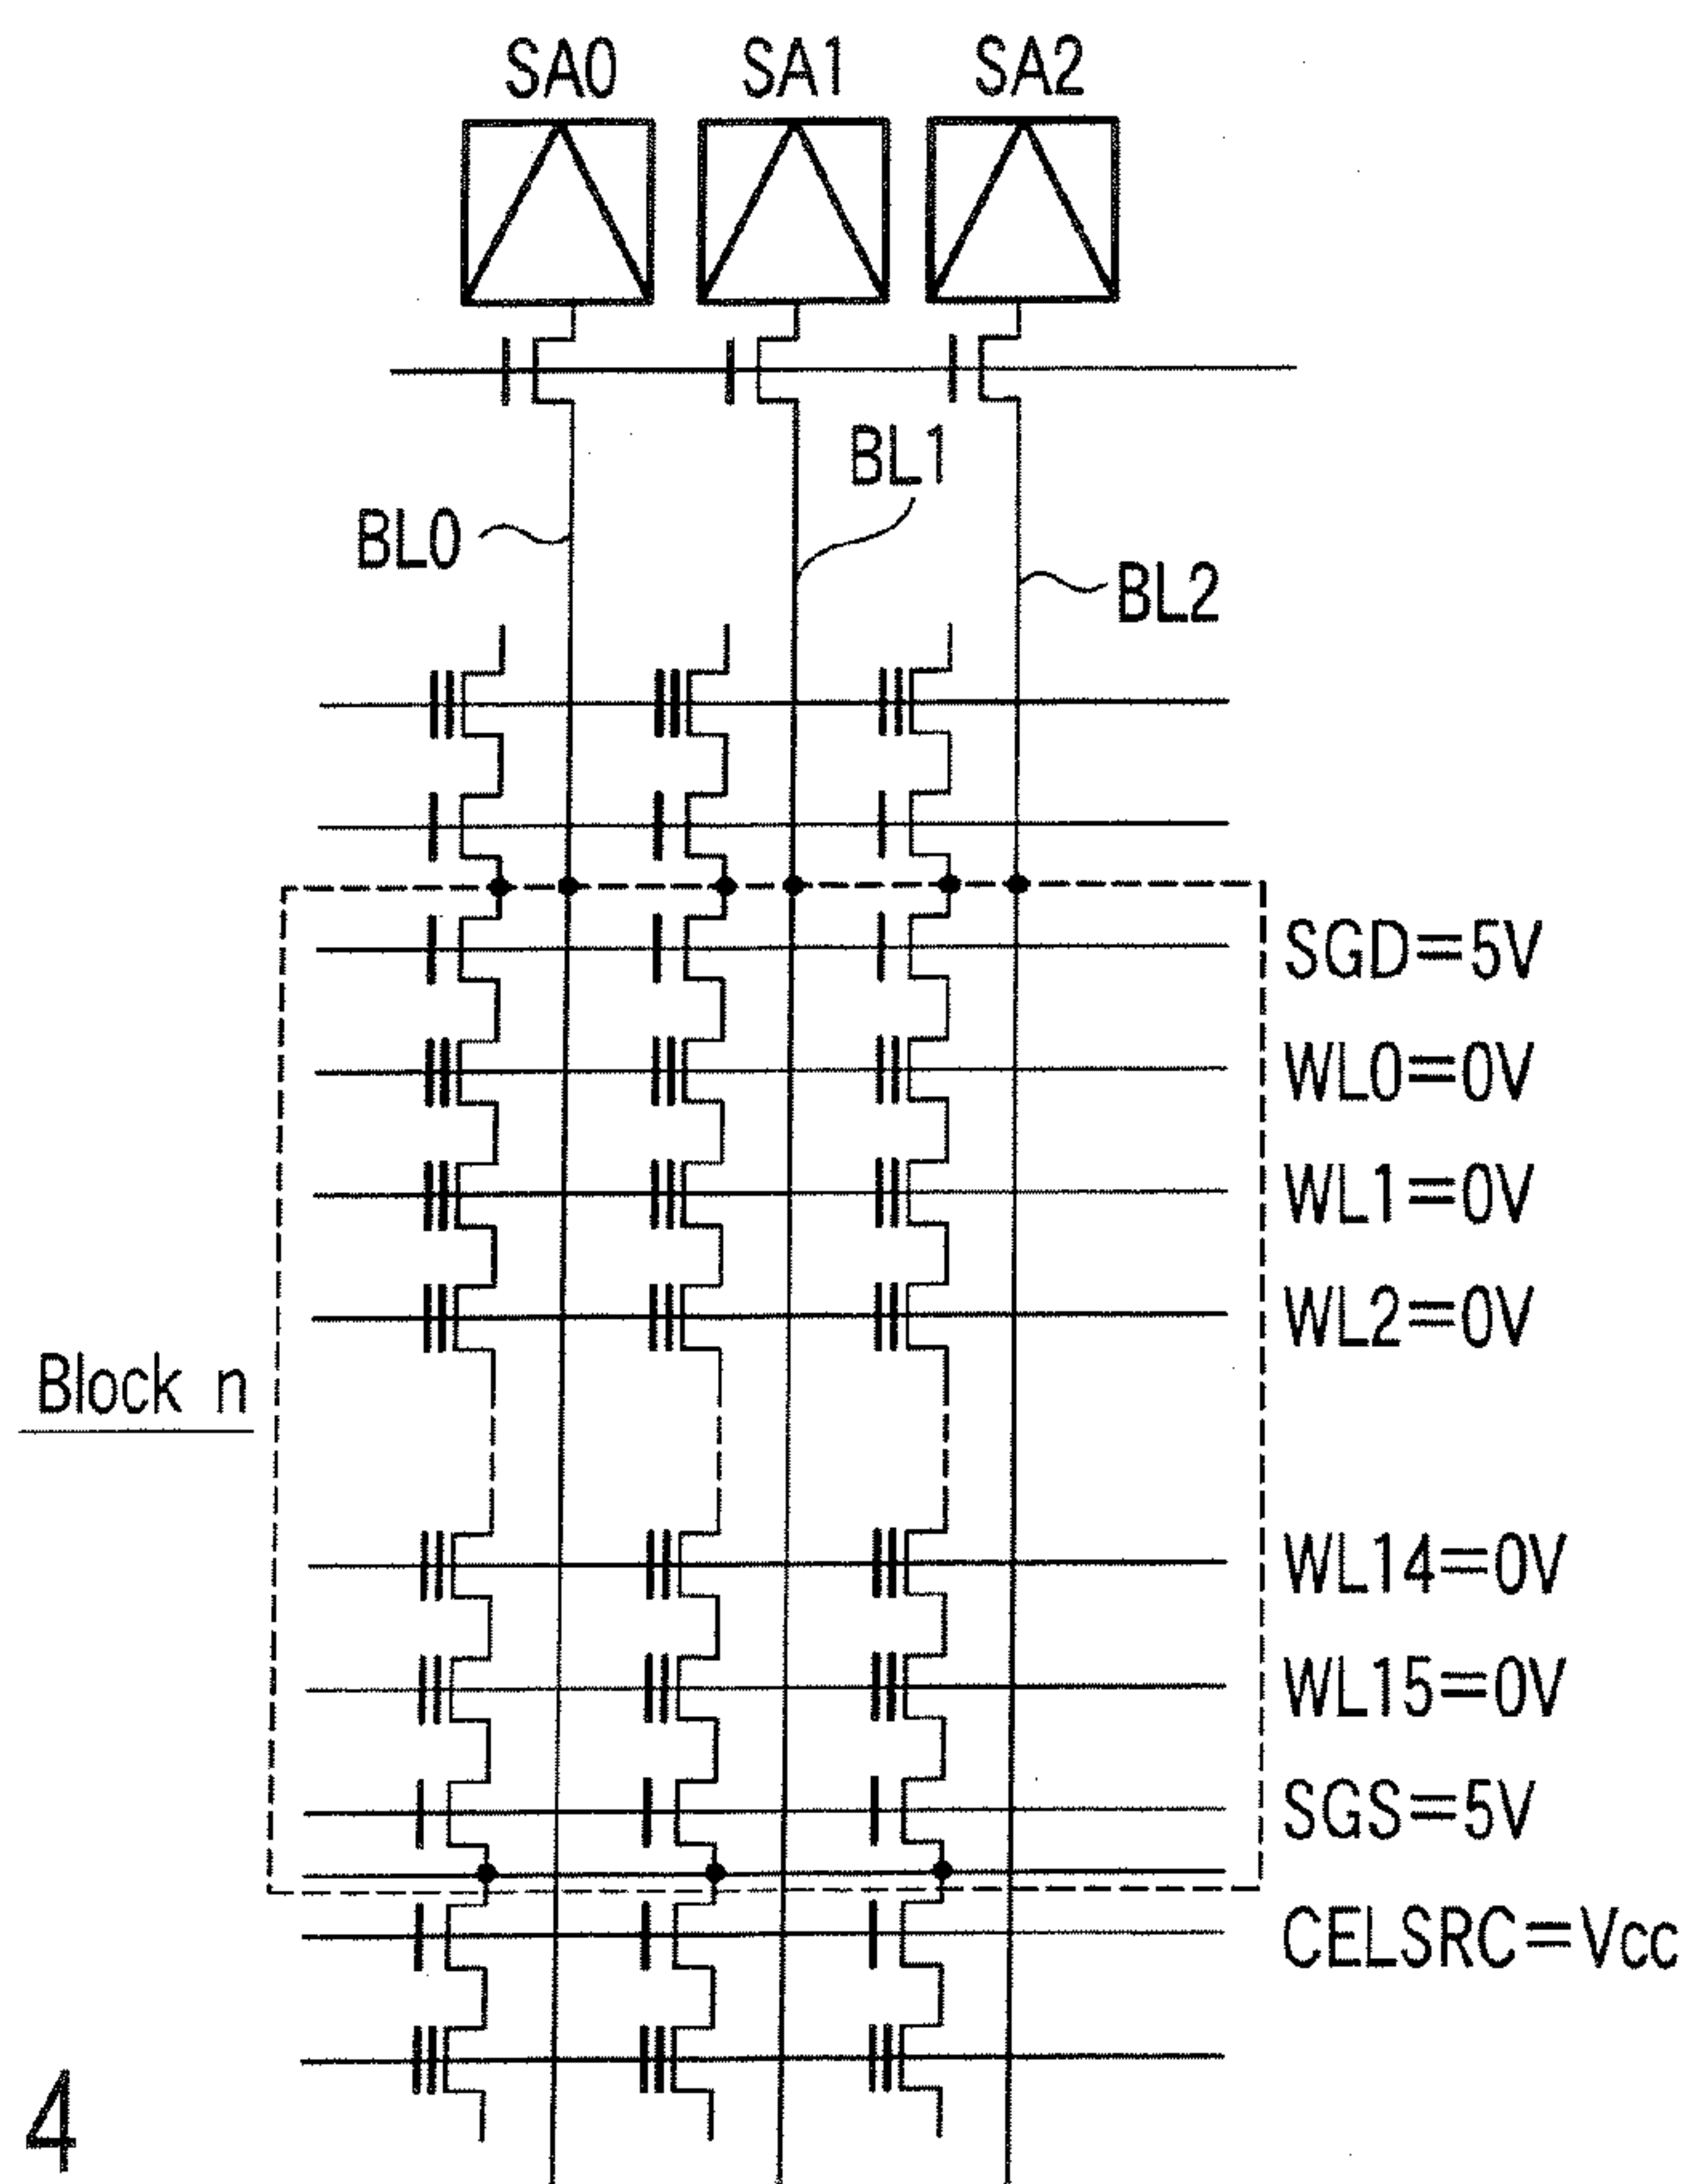 SA0 SA1 SA2
BL1
BL0
BL2
SGD=5V
WL0=0V
WL1=0V
WL2=0V
Block n
WL14=0V
WL15=0V
SGS=5V
CELSRC=Vcc
4